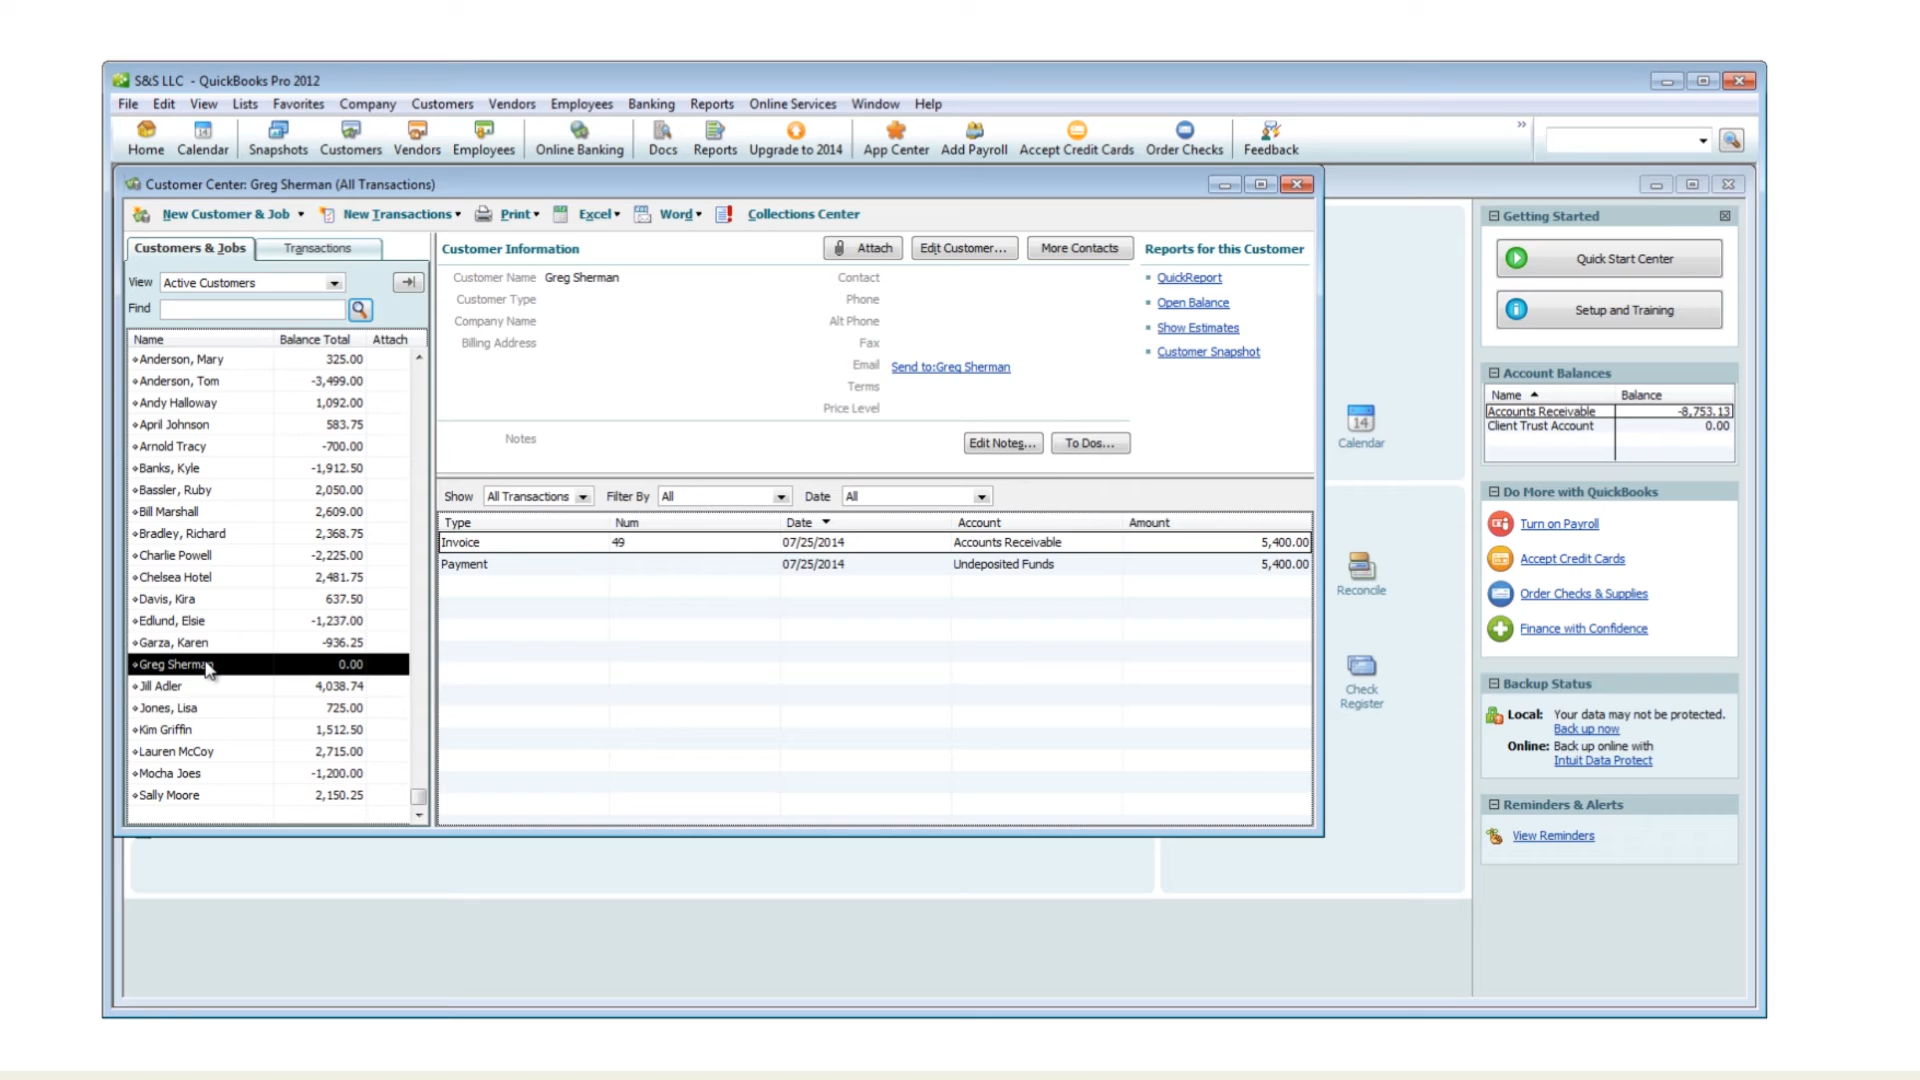 S&S LLC - QuickBooks Pro 2012
File Edit View Lists Favorites Company Customers Vendors Employees Banking Reports Online Services Window Help
Home Calendar Snapshots Customers Vendors Employees Online Banking Docs Reports Upgrade to 2014 App Center Add Payroll Accept Credit Cards Order Checks Feedback
Customer Center: Greg Sherman (All Transactions)
New Customer & Job New Transactions Print Excel Word Collections Center
Customers & Jobs Transactions
View Active Customers
Find
Name Balance Total Attach
Anderson, Mary 325.00
Anderson, Tom -3,499.00
Andy Halloway 1,092.00
April Johnson 583.75
Arnold Tracy -700.00
Banks, Kyle -1,912.50
Bassler, Ruby 2,050.00
Bill Marshall 2,609.00
Bradley, Richard 2,368.75
Charlie Powell -2,225.00
Chelsea Hotel 2,481.75
Davis, Kira 637.50
Edlund, Elsie -1,237.00
Garza, Karen -936.25
Greg Sherman 0.00
Jill Adler 4,038.74
Jones, Lisa 725.00
Kim Griffin 1,512.50
Lauren McCoy 2,715.00
Mocha Joes -1,200.00
Sally Moore 2,150.25
Customer Information Attach Edit Customer... More Contacts
Customer Name Greg Sherman
Customer Type
Company Name
Billing Address
Contact
Phone
Alt Phone
Fax
Email Send to:Greg Sherman
Terms
Price Level
Notes Edit Notes... To Dos...
Reports for this Customer
QuickReport
Open Balance
Show Estimates
Customer Snapshot
Show All Transactions Filter By All Date All
Type Num Date Account Amount
Invoice 49 07/25/2014 Accounts Receivable 5,400.00
Payment 07/25/2014 Undeposited Funds 5,400.00
14
Calendar
Reconcile
Check
Register
Getting Started
Quick Start Center
Setup and Training
Account Balances
Name Balance
Accounts Receivable -8,753.13
Client Trust Account 0.00
Do More with QuickBooks
Turn on Payroll
Accept Credit Cards
Order Checks & Supplies
Finance with Confidence
Backup Status
Local: Your data may not be protected.
Back up now
Online: Back up online with
Intuit Data Protect
Reminders & Alerts
View Reminders